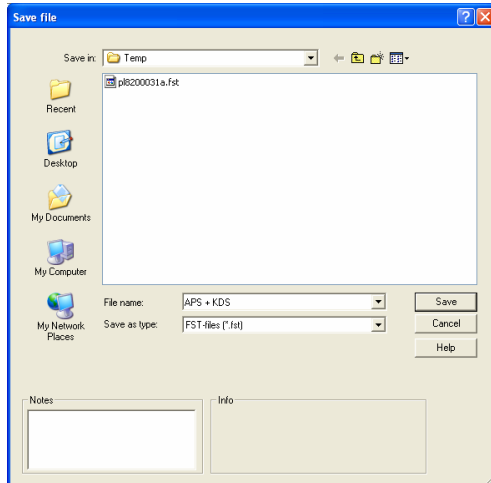 Save file
Save in: Temp
pl8200031a.fst
Recent
Desktop
My Documents
My Computer
My Network
Places
File name: APS + KDS Save
Save as type: FST-files (*.fst) Cancel
Help
Notes Info